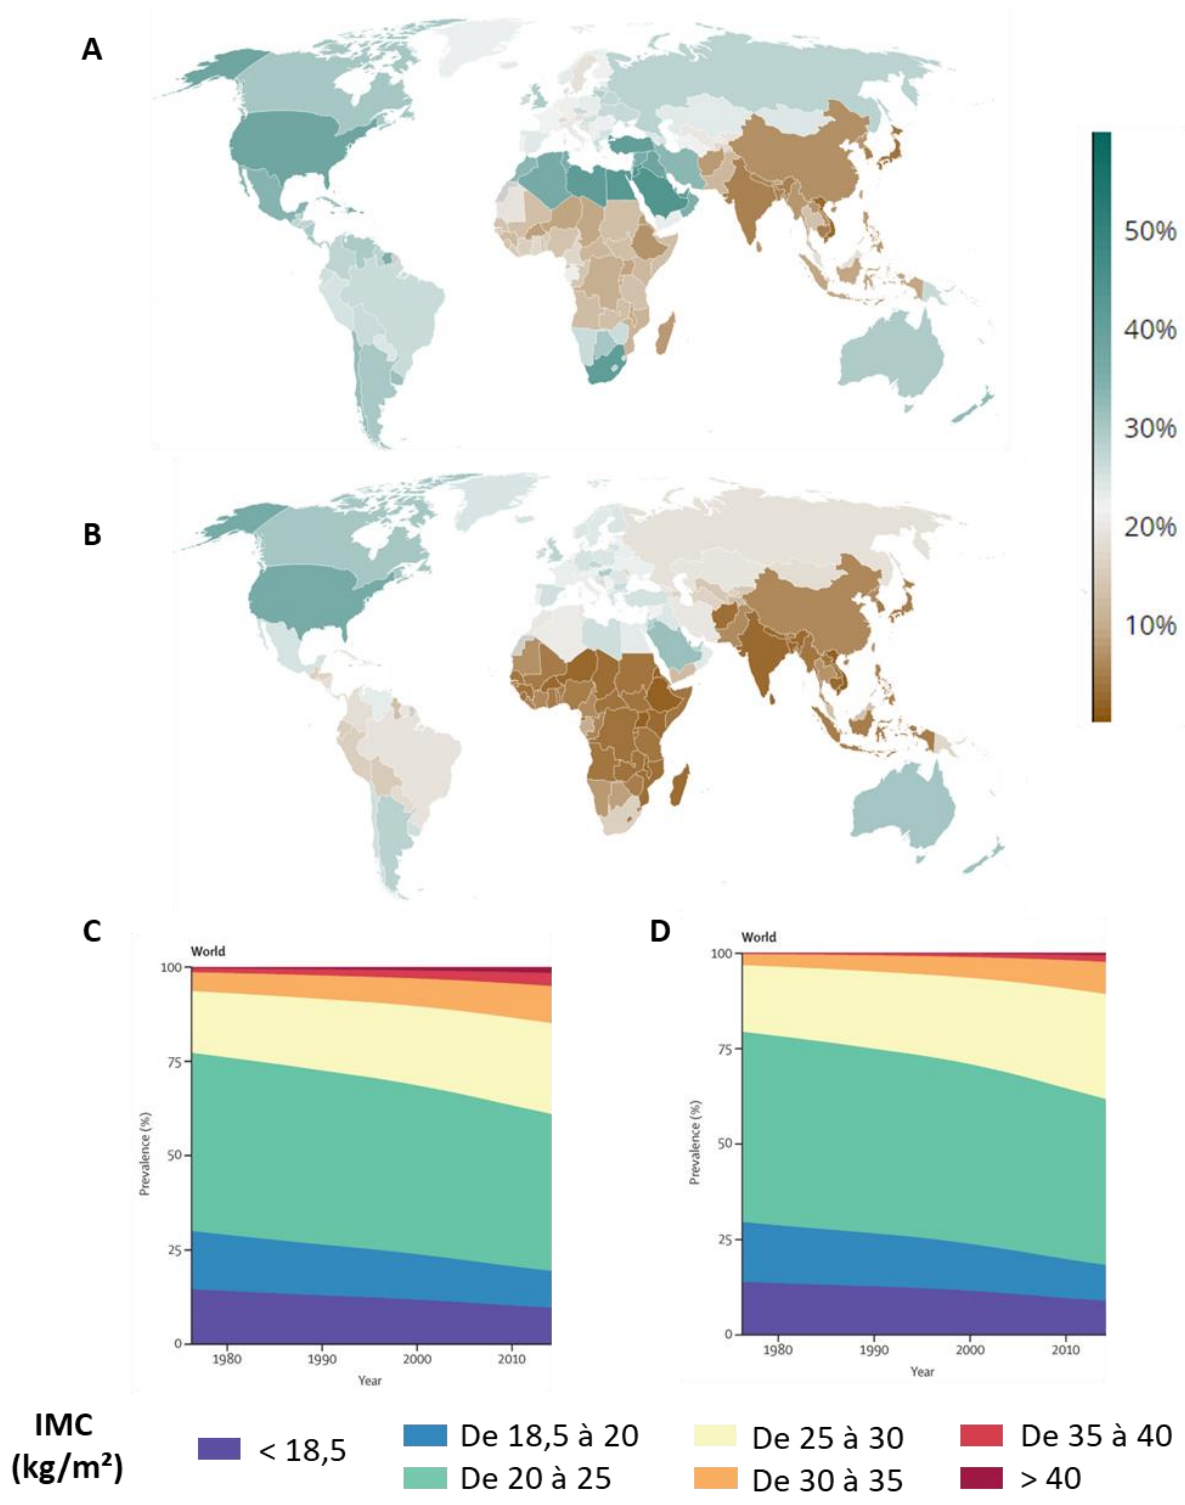 A
50%
40%
30%
20%
10%
B
C
World
100
75
50
25
0
Prevalence (%)
1980
1990
2000
2010
Year
D
World
100
75
50
25
0
Prevalence (%)
1980
1990
2000
2010
Year
IMC
(kg/m²)
< 18,5
De 18,5 à 20
De 20 à 25
De 25 à 30
De 30 à 35
De 35 à 40
> 40